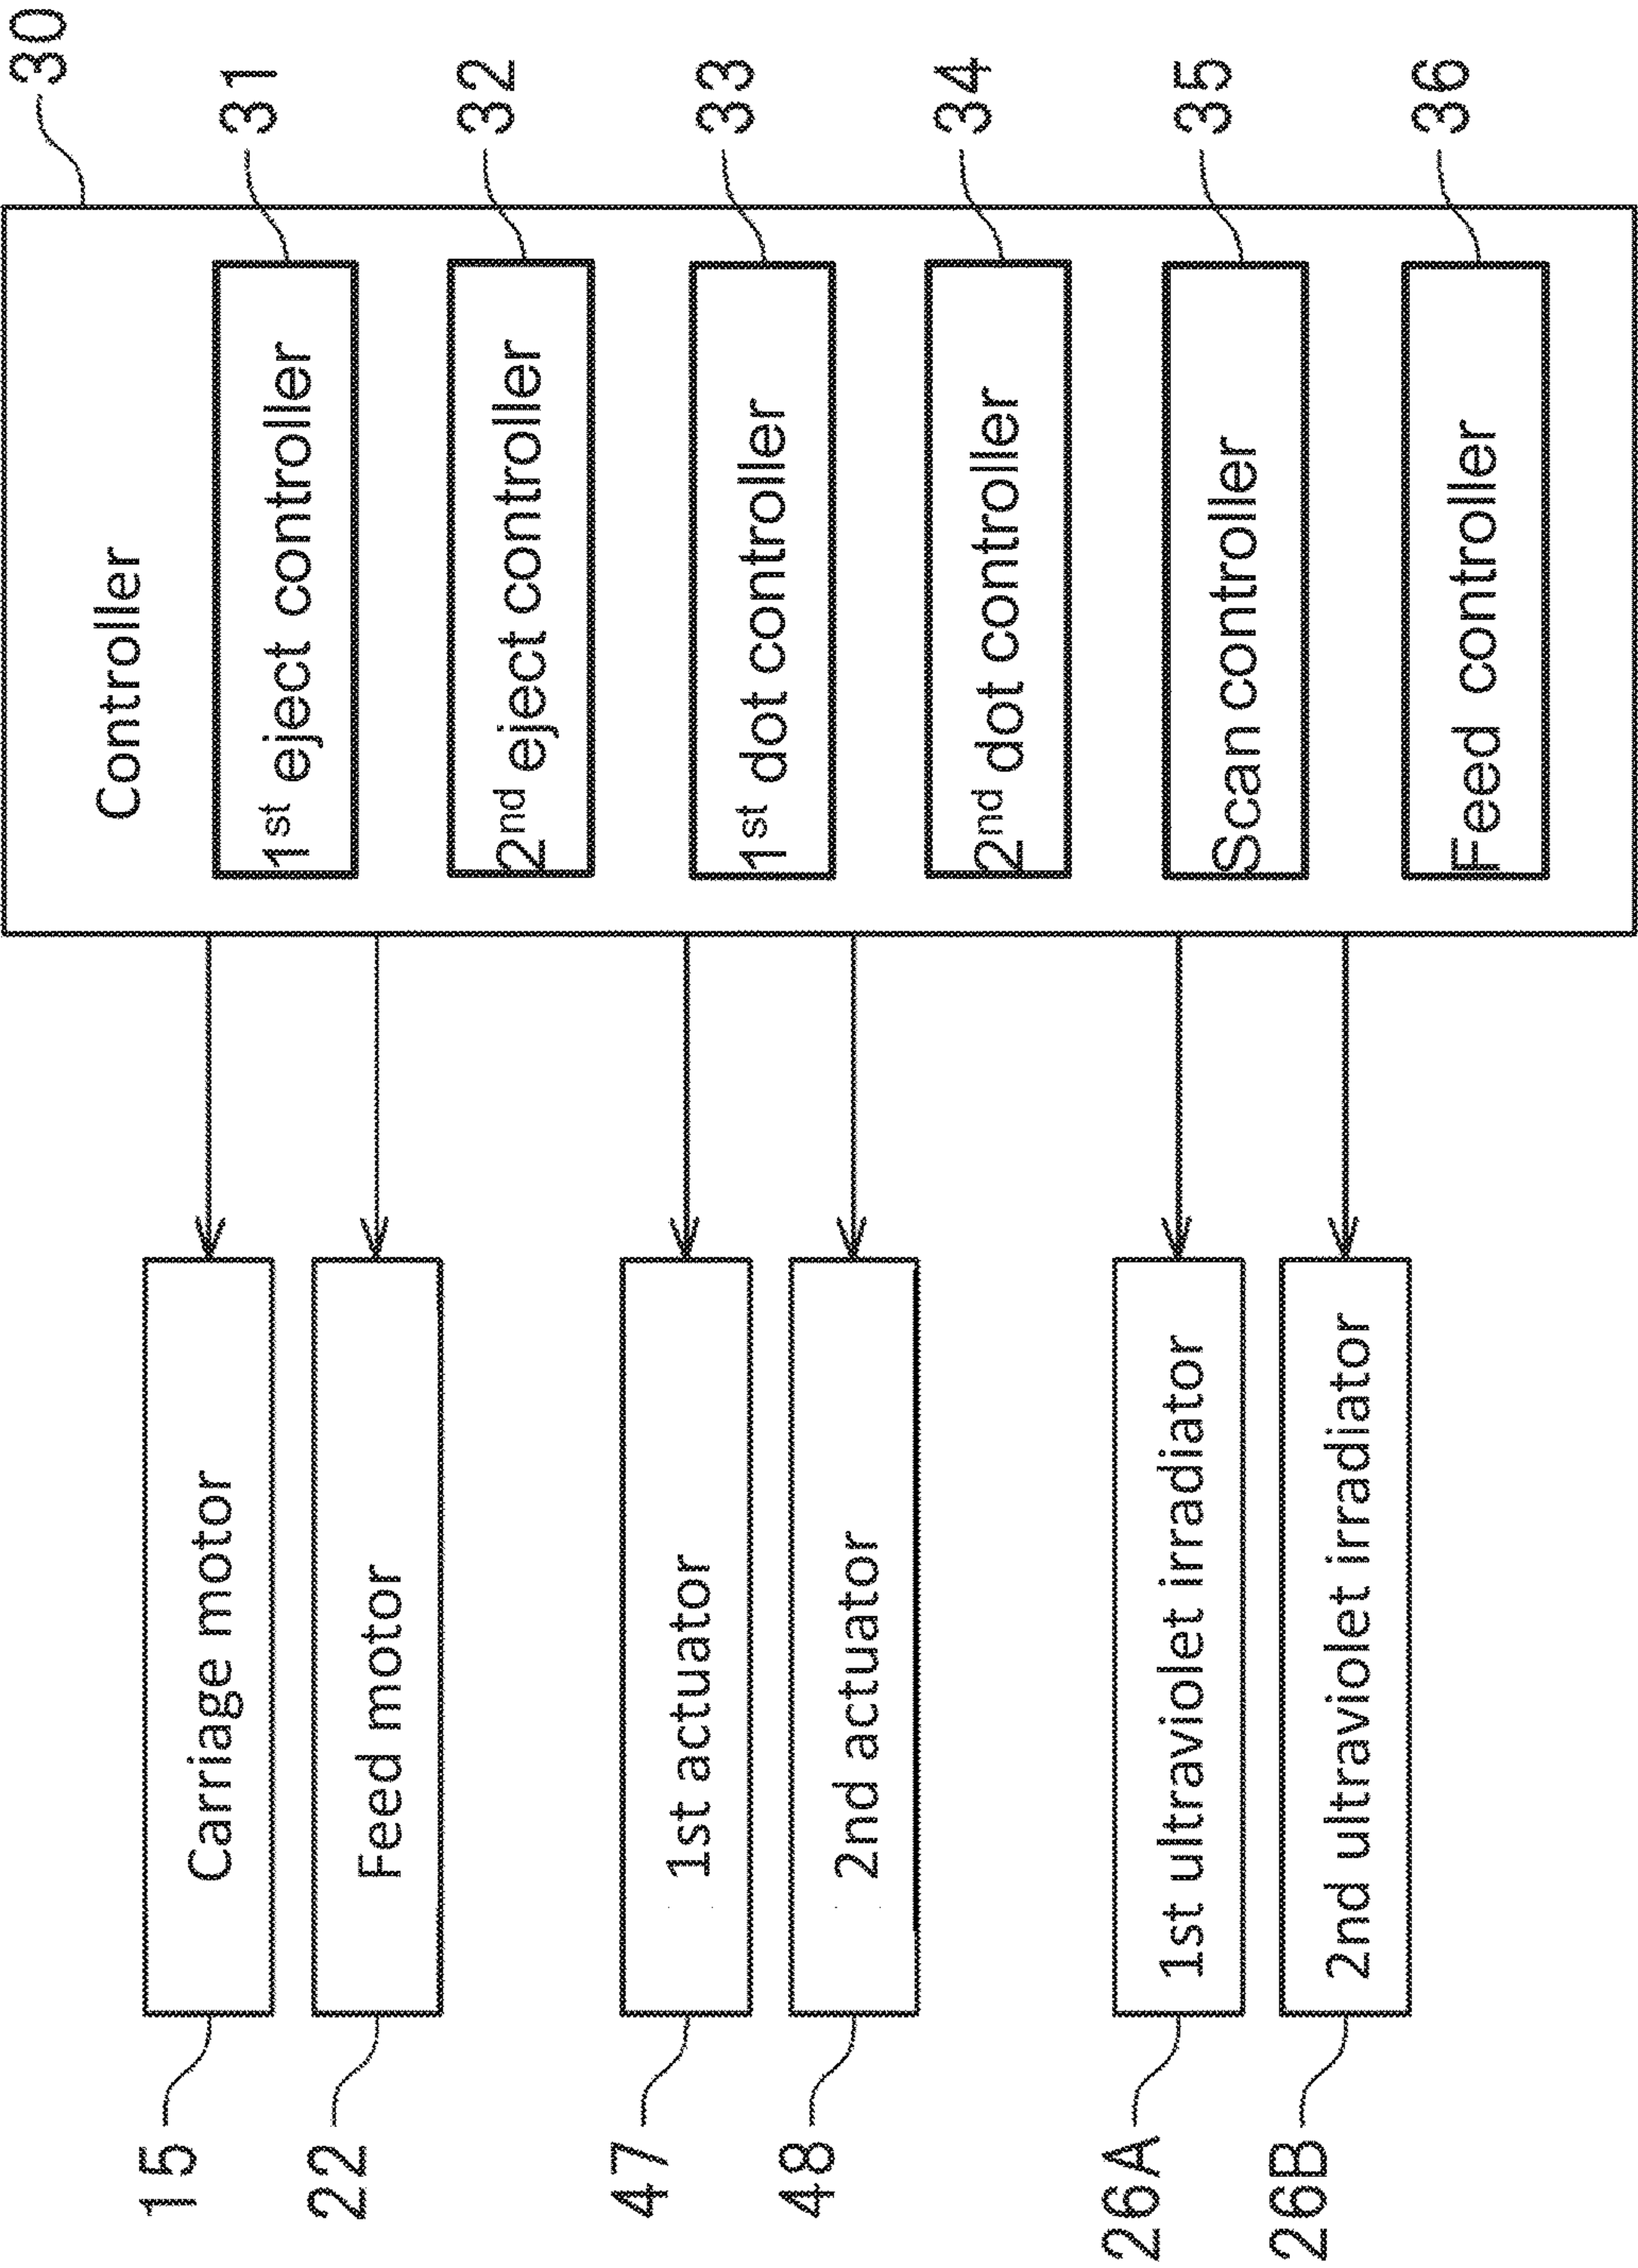 30
Controller
1st eject controller
31
2nd eject controller
32
1st dot controller
33
2nd dot controller
34
Scan controller
35
Feed controller
36
15
Carriage motor
22
Feed motor
47
1st actuator
48
2nd actuator
26A
1st ultraviolet irradiator
26B
2nd ultraviolet irradiator